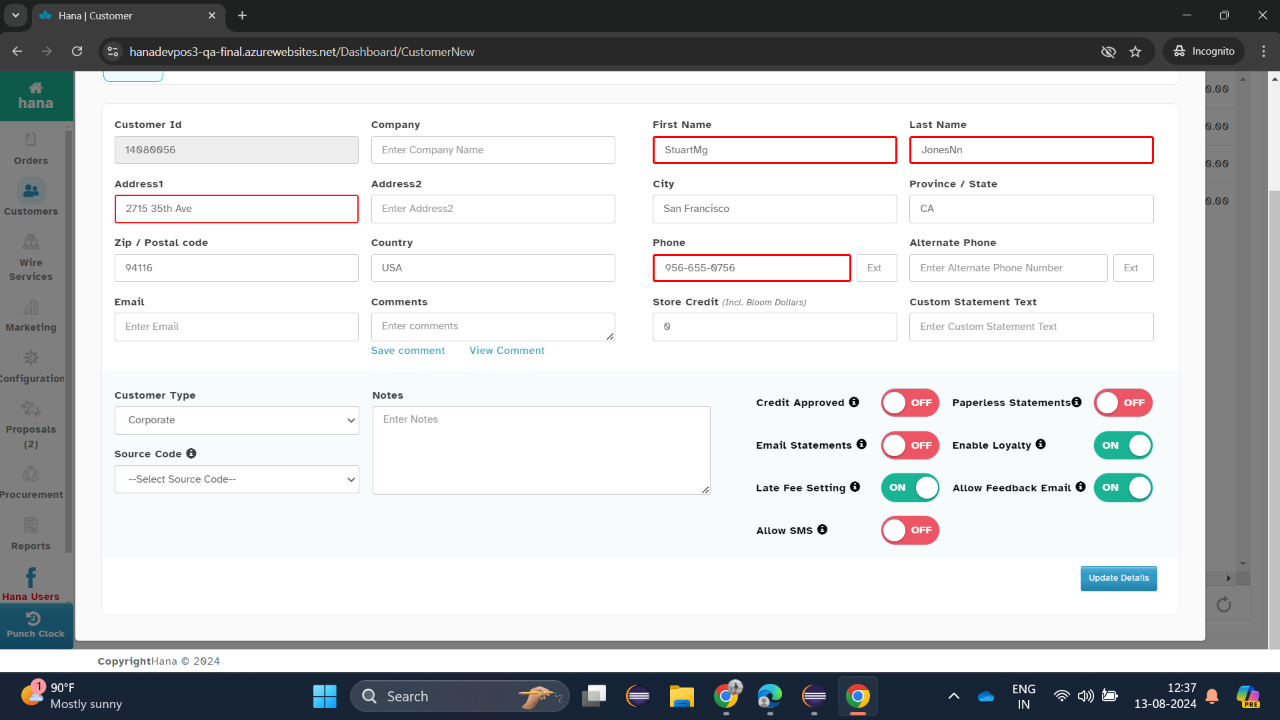 Hana | Customer
hanadevpos3-qa-final.azurewebsites.net/Dashboard/CustomerNew
Incognito
hana
Orders
Customers
Wire
Services
Marketing
Configuration
Proposals
(2)
Procurement
Reports
Hana Users
Punch Clock
Customer Id
Company
First Name
Last Name
14080056
Enter Company Name
StuartMg
JonesNn
Address1
Address2
City
Province / State
2715 35th Ave
Enter Address2
San Francisco
CA
Zip / Postal code
Country
Phone
Alternate Phone
94116
USA
956-655-0756
Ext
Enter Alternate Phone Number
Ext
Email
Comments
Store Credit (Incl. Bloom Dollars)
Custom Statement Text
Enter Email
Enter comments
0
Enter Custom Statement Text
Save comment
View Comment
Customer Type
Notes
Corporate
Enter Notes
Source Code
--Select Source Code--
Credit Approved
OFF
Paperless Statements
OFF
Email Statements
OFF
Enable Loyalty
ON
Late Fee Setting
ON
Allow Feedback Email
ON
Allow SMS
OFF
Update Details
0.00
0.00
0.00
0.00
CopyrightHana © 2024
1
90°F
Mostly sunny
Search
ENG
IN
12:37
13-08-2024
PRE